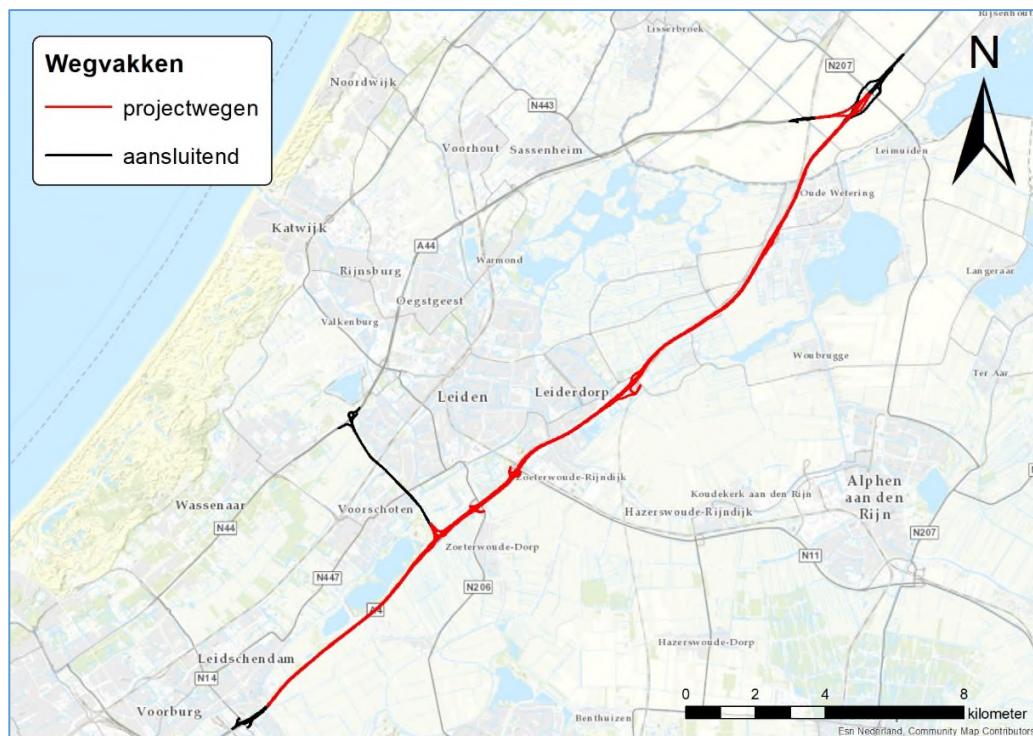 Wegvakken
projectwegen
aansluitend
Noordwijk
Lisserbroek
Rijsenhout
N207
N
N443
Voorhout
Sassenheim
Leimuiden
Oude Wetering
Katwijk
A44
Warmond
Rijnsburg
Langeraar
Oegstgeest
Valkenburg
Woubrugge
Ter Aar
Leiden
Leiderdorp
Zoeterwoude-Rijndijk
Alphen
aan den
Rijn
Koudekerk aan den Rijn
Wassenaar
Voorschoten
Hazerswoude-Rijndijk
N44
N207
Zoeterwoude-Dorp
N11
N447
N206
A4
Hazerswoude-Dorp
Leidschendam
N14
Voorburg
Benthuizen
0 2 4 8
kilometer
Esri Nederland, Community Map Contributors